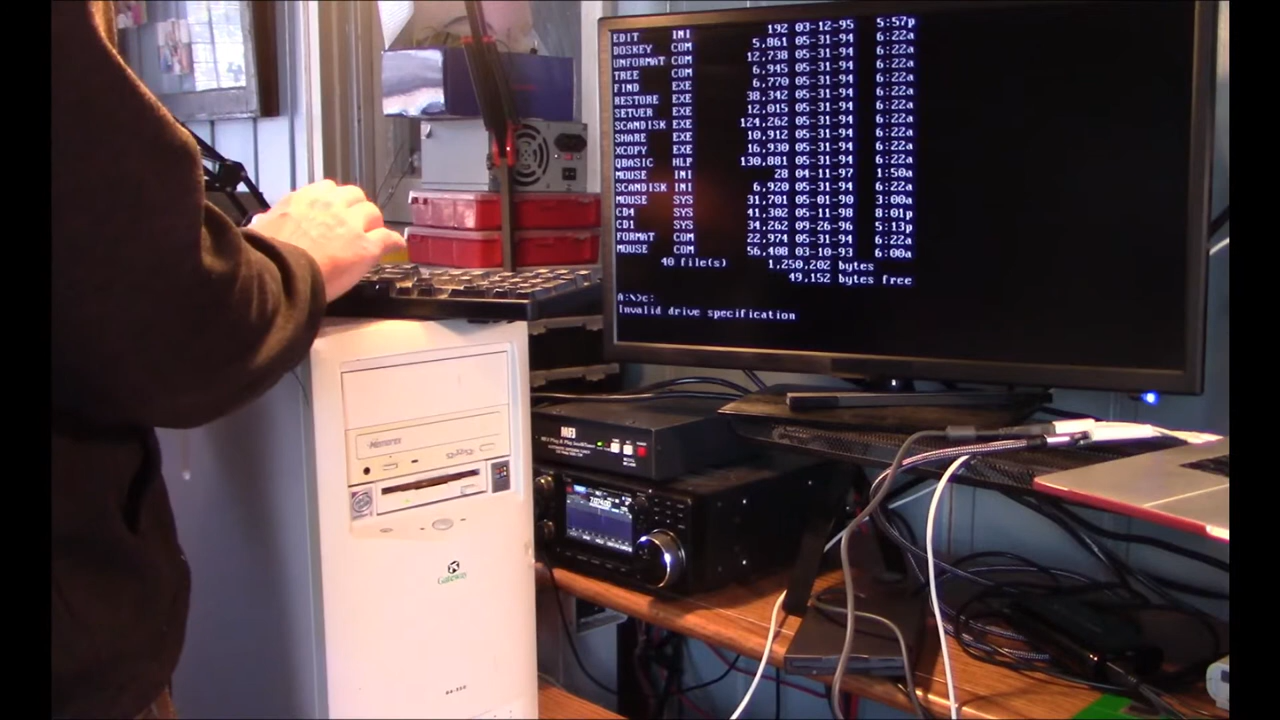 EDIT INI 192 03-12-95 5:57p
DOSKEY COM 5,861 05-31-94 6:22a
UNFORMAT COM 12,738 05-31-94 6:22a
TREE COM 6,945 05-31-94 6:22a
FIND EXE 6,770 05-31-94 6:22a
RESTORE EXE 38,342 05-31-94 6:22a
SETVER EXE 12,015 05-31-94 6:22a
SCANDISK EXE 124,262 05-31-94 6:22a
SHARE EXE 10,912 05-31-94 6:22a
XCOPY EXE 16,930 05-31-94 6:22a
QBASIC HLP 130,881 05-31-94 6:22a
MOUSE INI 28 04-11-97 1:50a
SCANDISK INI 6,920 05-31-94 6:22a
MOUSE SYS 31,701 05-01-90 3:00a
CD4 SYS 41,302 05-11-98 8:01p
CD1 SYS 34,262 09-26-96 5:13p
FORMAT COM 22,974 05-31-94 6:22a
MOUSE COM 56,408 03-10-93 6:00a
40 file(s) 1,250,202 bytes
49,152 bytes free
A:\>c:
Invalid drive specification
Memorex
MFJ
Gateway